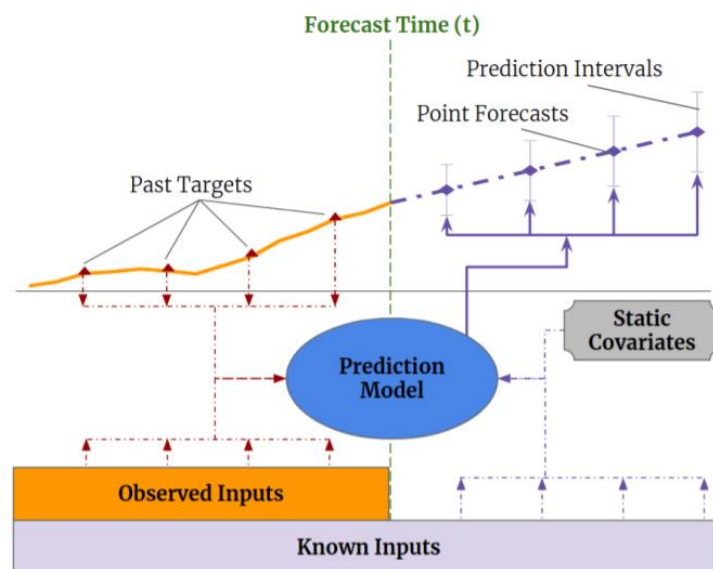 Forecast Time (t)
Prediction Intervals
Point Forecasts
Past Targets
Static
Covariates
Prediction
Model
Observed Inputs
Known Inputs